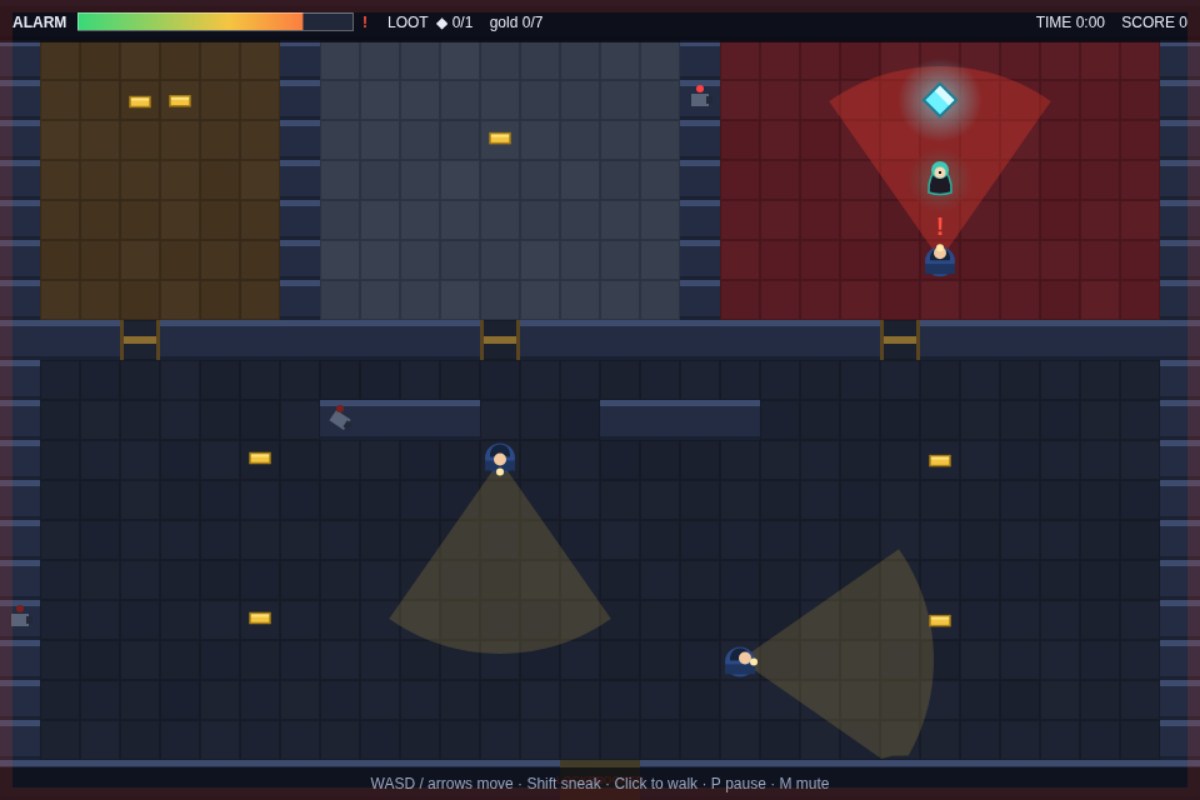 ALARM ! LOOT ◆ 0/1 gold 0/7 TIME 0:00 SCORE 0
!
WASD / arrows move · Shift sneak · Click to walk · P pause · M mute